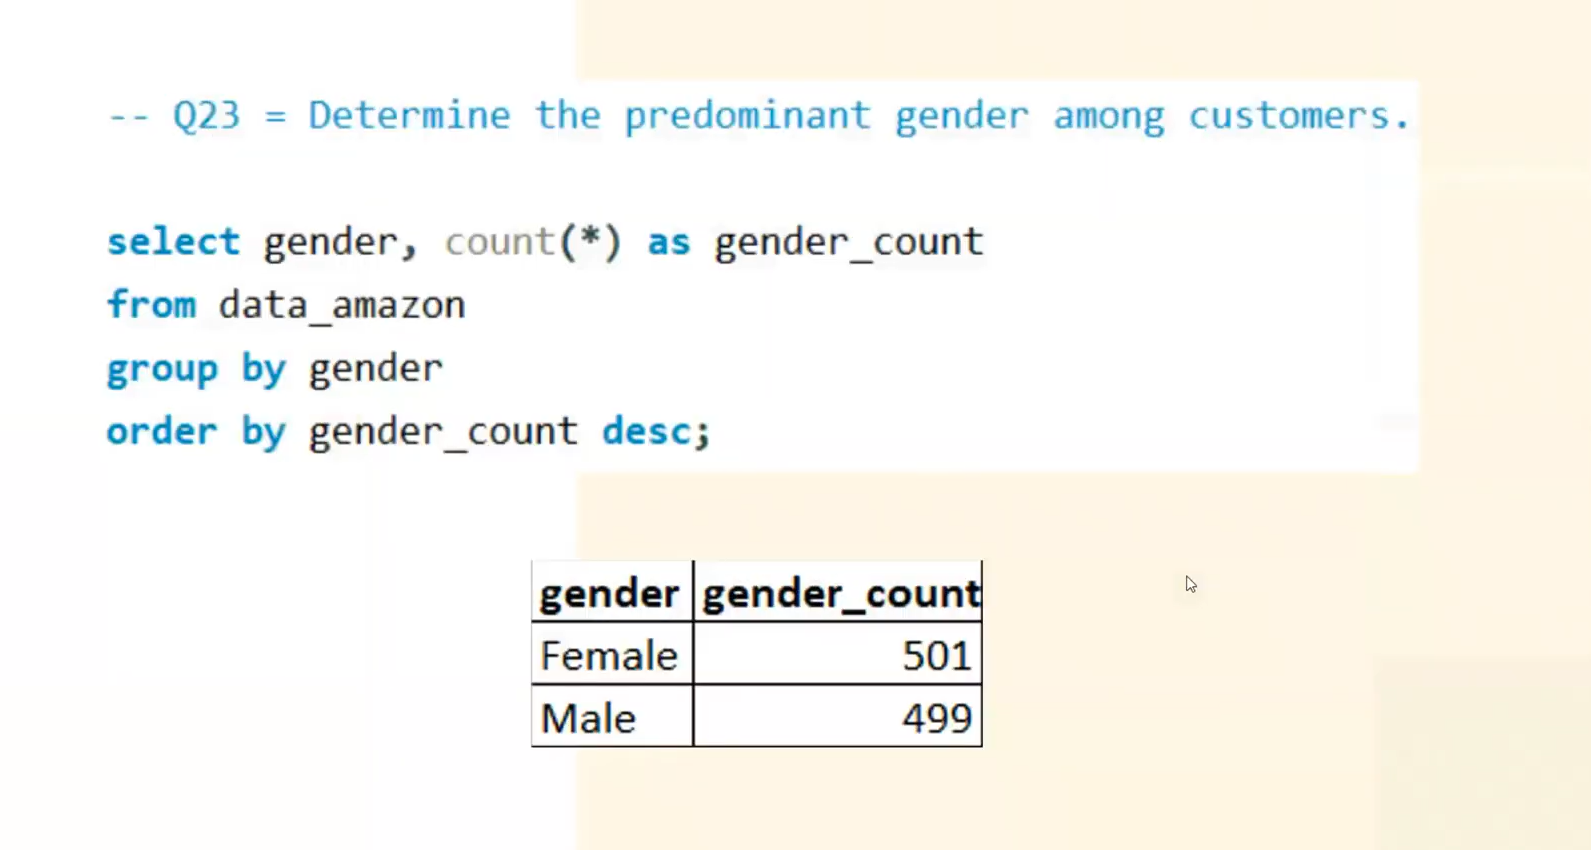 -- Q23 = Determine the predominant gender among customers.
select gender, count(*) as gender_count
from data_amazon
group by gender
order by gender_count desc;
gender gender_count
Female 501
Male 499